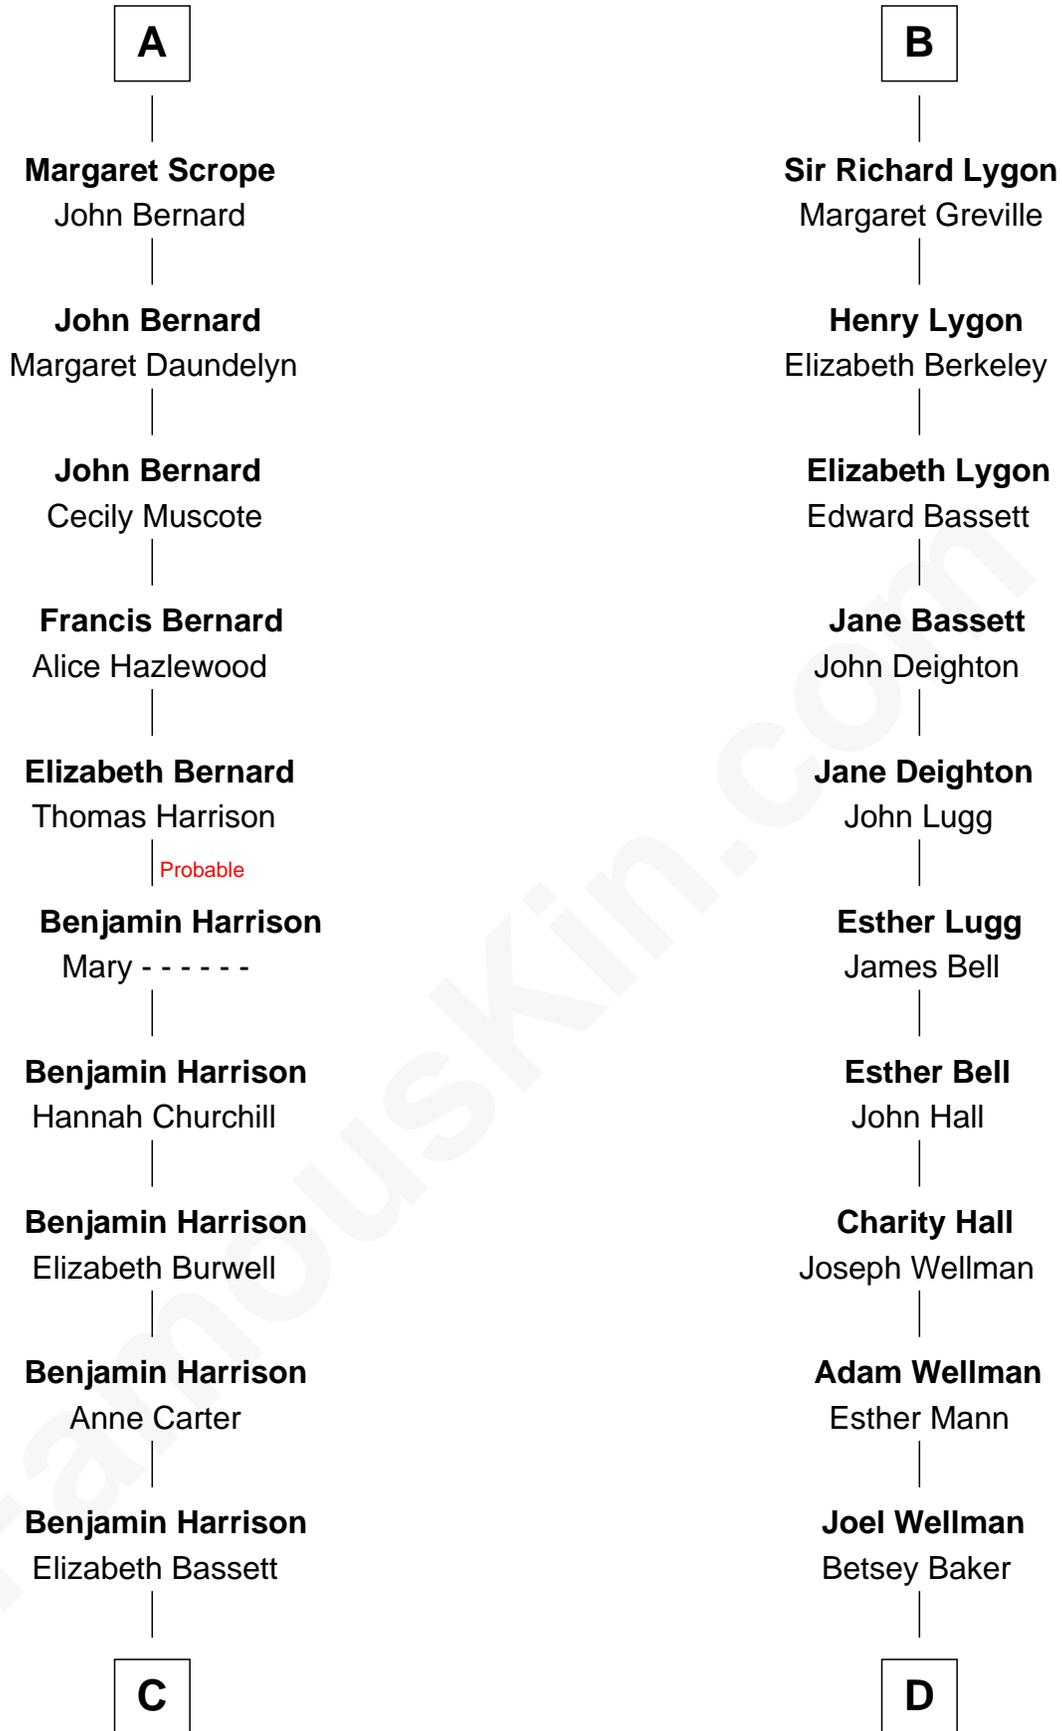 A
Margaret Scrope
John Bernard
John Bernard
Margaret Daundelyn
John Bernard
Cecily Muscote
Francis Bernard
Alice Hazlewood
Elizabeth Bernard
Thomas Harrison
Probable
Benjamin Harrison
Mary - - - - - -
Benjamin Harrison
Hannah Churchill
Benjamin Harrison
Elizabeth Burwell
Benjamin Harrison
Anne Carter
Benjamin Harrison
Elizabeth Bassett
C
B
Sir Richard Lygon
Margaret Greville
Henry Lygon
Elizabeth Berkeley
Elizabeth Lygon
Edward Bassett
Jane Bassett
John Deighton
Jane Deighton
John Lugg
Esther Lugg
James Bell
Esther Bell
John Hall
Charity Hall
Joseph Wellman
Adam Wellman
Esther Mann
Joel Wellman
Betsey Baker
D
FamousKin.com